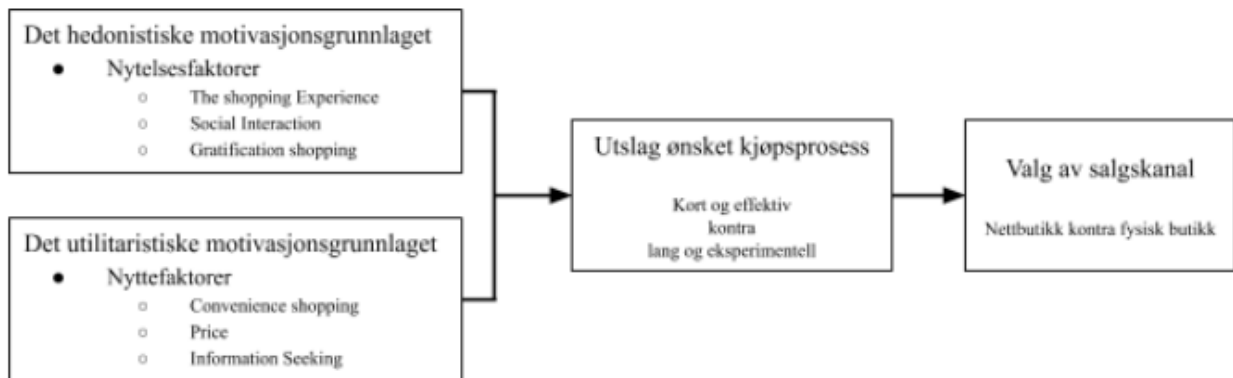 Det hedonistiske motivasjonsgrunnlaget
● Nytelsesfaktorer
○ The shopping Experience
○ Social Interaction
○ Gratification shopping
Det utilitaristiske motivasjonsgrunnlaget
● Nyttefaktorer
○ Convenience shopping
○ Price
○ Information Seeking
Utslag ønsket kjøpsprosess
Kort og effektiv
kontra
lang og eksperimentell
Valg av salgskanal
Nettbutikk kontra fysisk butikk